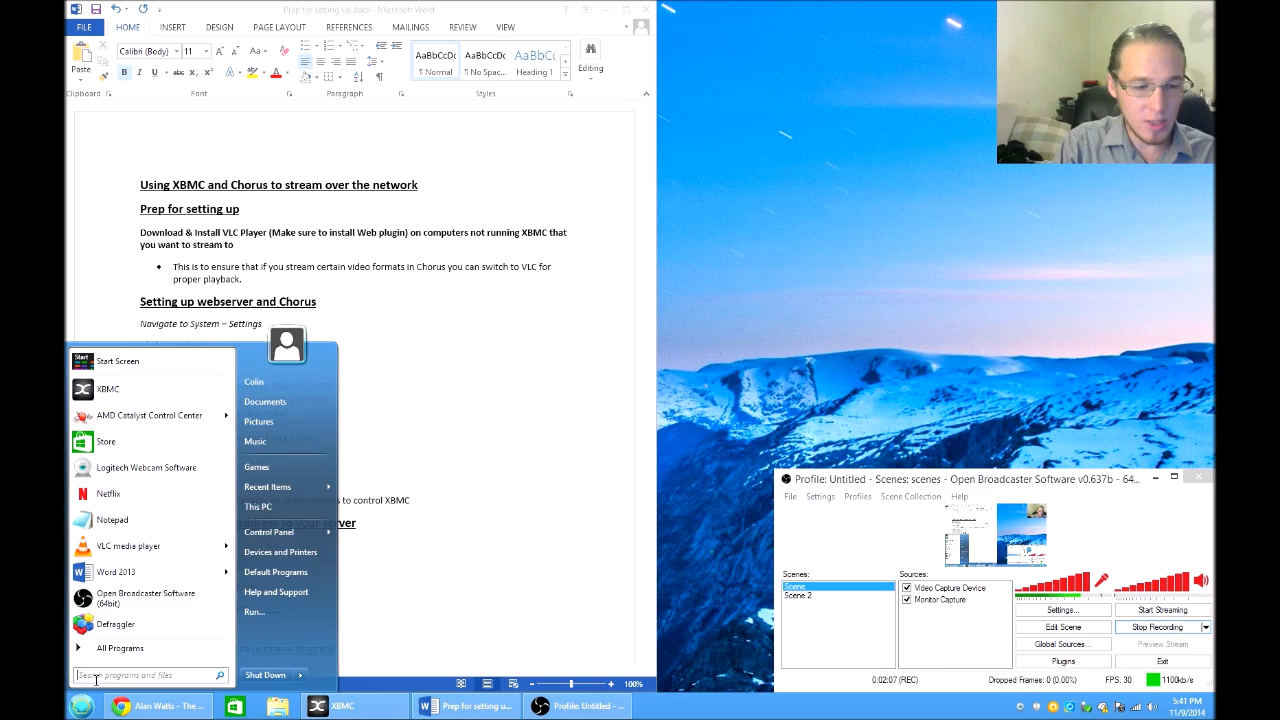 Prep for setting up.docx - Microsoft Word
FILE HOME INSERT DESIGN PAGE LAYOUT REFERENCES MAILINGS REVIEW VIEW
Calibri (Body) 11
Paste
AaBbCcDc AaBbCcDc AaBbC
¶ Normal ¶ No Spac... Heading 1
Editing
Clipboard Font Paragraph Styles
Using XBMC and Chorus to stream over the network
Prep for setting up
Download & Install VLC Player (Make sure to install Web plugin) on computers not running XBMC that
you want to stream to
• This is to ensure that if you stream certain video formats in Chorus you can switch to VLC for
proper playback.
Setting up webserver and Chorus
Navigate to System – Settings
to control XBMC
address to your server
100%
Start Screen
XBMC
AMD Catalyst Control Center
Store
Logitech Webcam Software
Netflix
Notepad
VLC media player
Word 2013
Open Broadcaster Software
(64bit)
Defraggler
All Programs
Search programs and files
Colin
Documents
Pictures
Music
Games
Recent Items
This PC
Control Panel
Devices and Printers
Default Programs
Help and Support
Run...
Shut Down
Profile: Untitled - Scenes: scenes - Open Broadcaster Software v0.637b - 64...
File Settings Profiles Scene Collection Help
Scenes: Sources:
Scene
Scene 2
Video Capture Device
Monitor Capture
Settings... Start Streaming
Edit Scene Stop Recording
Global Sources... Preview Stream
Plugins Exit
0:02:07 (REC) Dropped Frames: 0 (0.00%) FPS: 30 1100kb/s
Alan Watts - The ... XBMC Prep for setting u... Profile: Untitled - ...
5:41 PM
11/9/2014